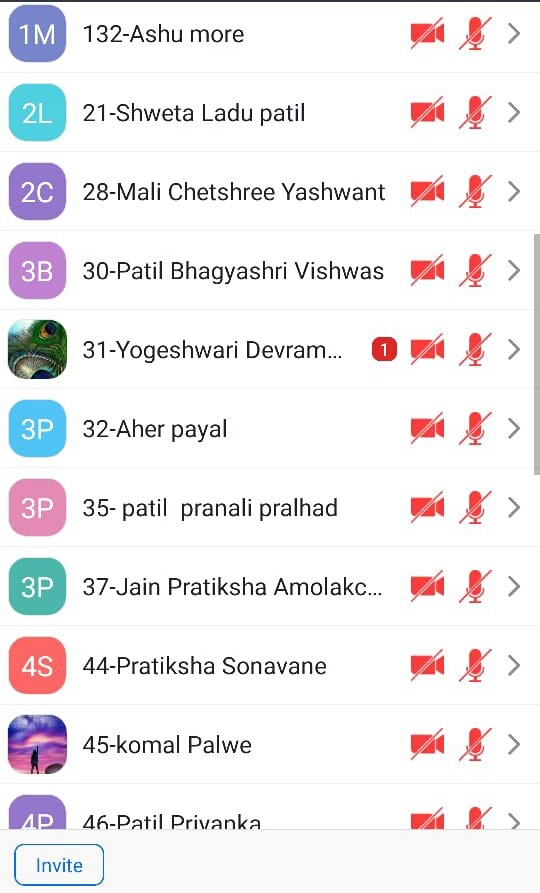 1M 132-Ashu more
2L 21-Shweta Ladu patil
2C 28-Mali Chetshree Yashwant
3B 30-Patil Bhagyashri Vishwas
31-Yogeshwari Devram... 1
3P 32-Aher payal
3P 35- patil pranali pralhad
3P 37-Jain Pratiksha Amolakc...
4S 44-Pratiksha Sonavane
45-komal Palwe
4P 46-Patil Priyanka
Invite